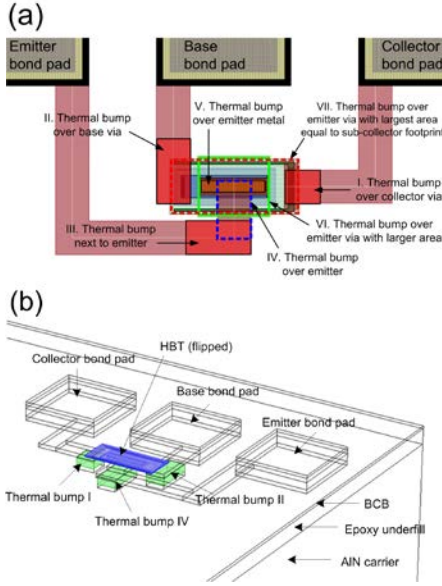 (a)
Emitter
bond pad
Base
bond pad
Collector
bond pad
II. Thermal bump
over base via
V. Thermal bump
over emitter metal
VII. Thermal bump over
emitter via with largest area
equal to sub-collector footprint
I. Thermal bump
over collector via
III. Thermal bump
next to emitter
VI. Thermal bump over
emitter via with larger area
IV. Thermal bump
over emitter
(b)
HBT (flipped)
Collector bond pad
Base bond pad
Emitter bond pad
Thermal bump I
Thermal bump II
Thermal bump IV
BCB
Epoxy underfill
AlN carrier